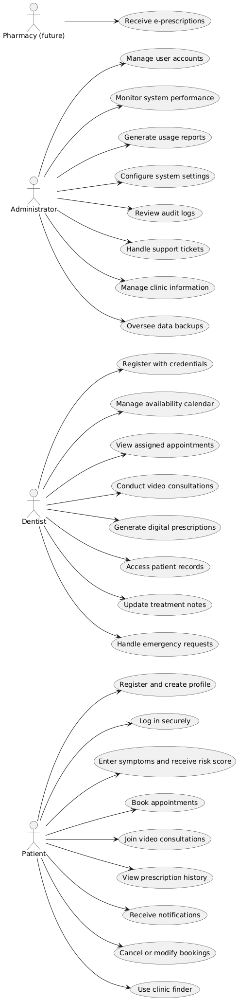 Receive e-prescriptions
Pharmacy (future)
Manage user accounts
Monitor system performance
Generate usage reports
Configure system settings
Administrator
Review audit logs
Handle support tickets
Manage clinic information
Oversee data backups
Register with credentials
Manage availability calendar
View assigned appointments
Conduct video consultations
Dentist
Generate digital prescriptions
Access patient records
Update treatment notes
Handle emergency requests
Register and create profile
Log in securely
Enter symptoms and receive risk score
Book appointments
Join video consultations
Patient
View prescription history
Receive notifications
Cancel or modify bookings
Use clinic finder